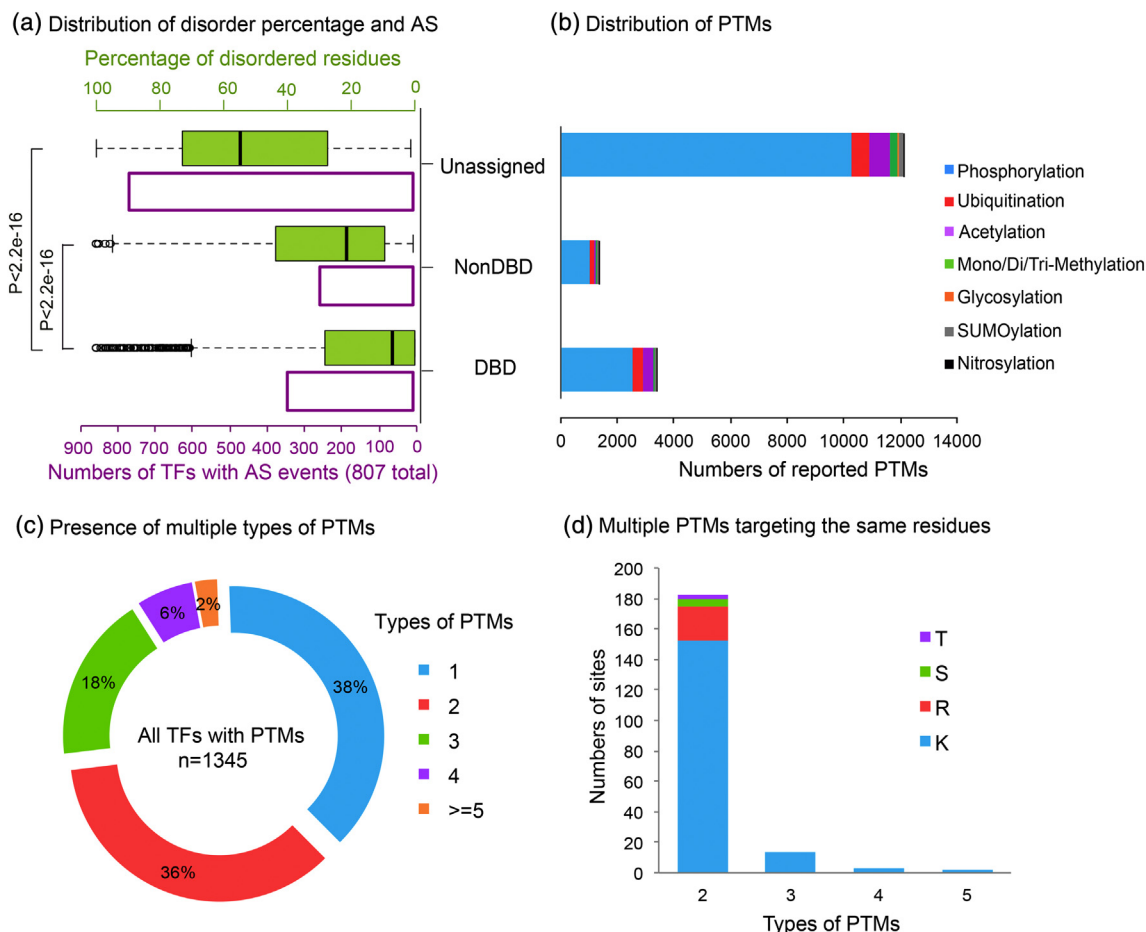 (a) Distribution of disorder percentage and AS
Percentage of disordered residues
100 80 60 40 20 0
Unassigned
NonDBD
DBD
P<2.2e-16
P<2.2e-16
900 800 700 600 500 400 300 200 100 0
Numbers of TFs with AS events (807 total)
(b) Distribution of PTMs
Phosphorylation
Ubiquitination
Acetylation
Mono/Di/Tri-Methylation
Glycosylation
SUMOylation
Nitrosylation
0 2000 4000 6000 8000 10000 12000 14000
Numbers of reported PTMs
(c) Presence of multiple types of PTMs
2%
6%
18%
38%
36%
All TFs with PTMs
n=1345
Types of PTMs
1
2
3
4
>=5
(d) Multiple PTMs targeting the same residues
Numbers of sites
200
180
160
140
120
100
80
60
40
20
0
T
S
R
K
2 3 4 5
Types of PTMs